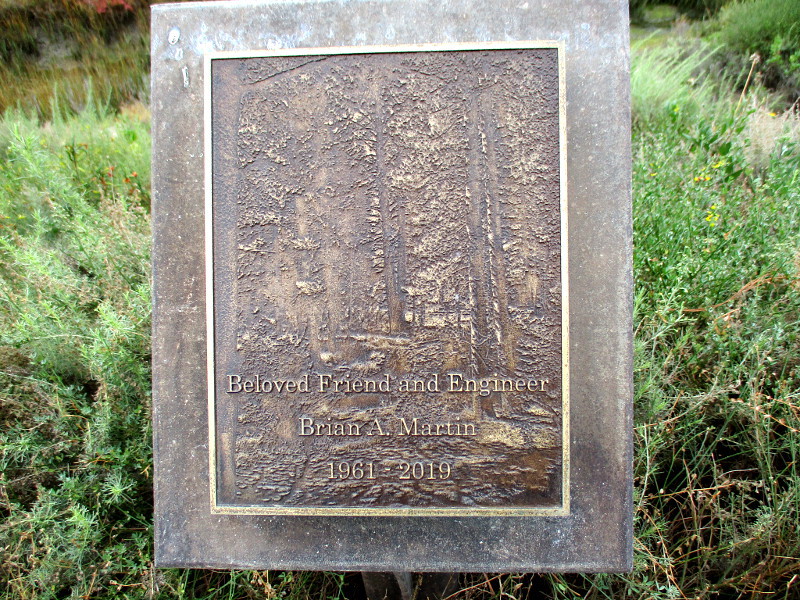 Beloved Friend and Engineer
Brian A. Martin
1961 - 2019